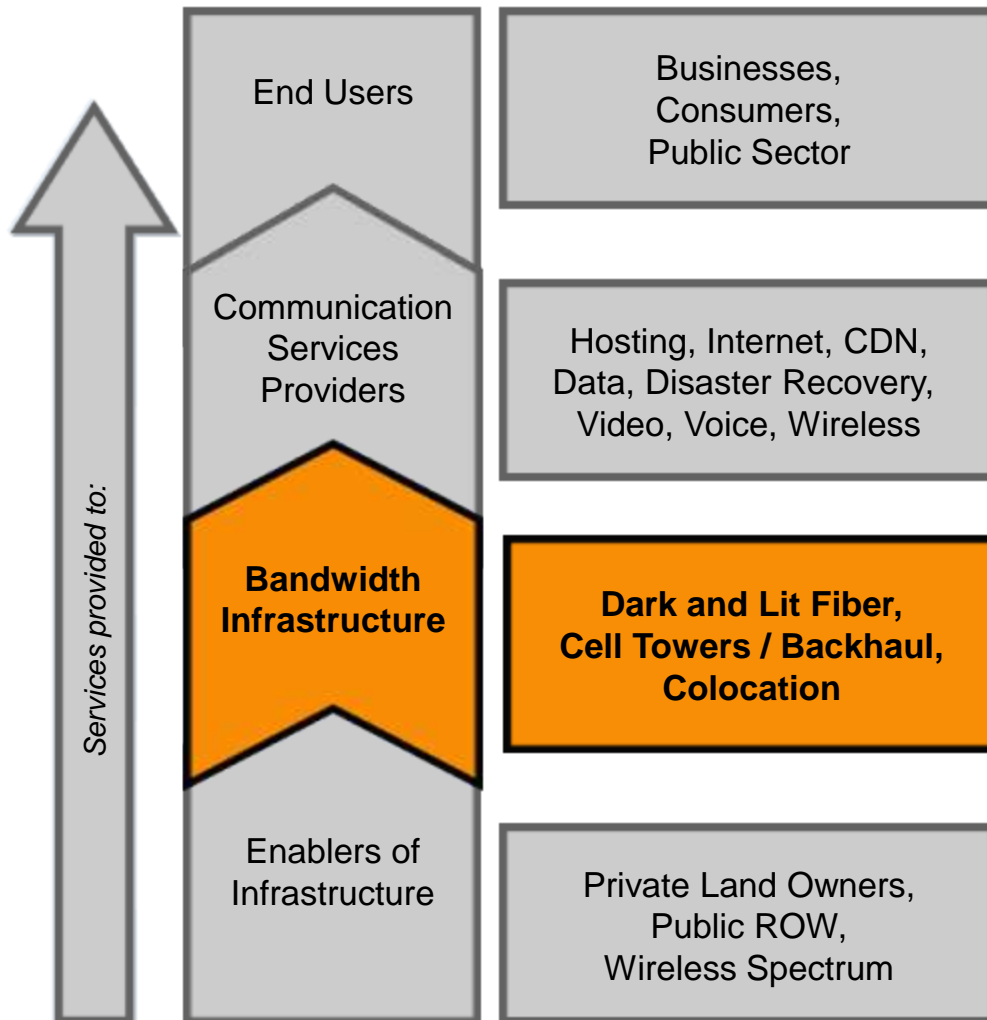 End Users
Businesses,
Consumers,
Public Sector
Communication
Services
Providers
Hosting, Internet, CDN,
Data, Disaster Recovery,
Video, Voice, Wireless
Services provided to:
Bandwidth
Infrastructure
Dark and Lit Fiber,
Cell Towers / Backhaul,
Colocation
Enablers of
Infrastructure
Private Land Owners,
Public ROW,
Wireless Spectrum